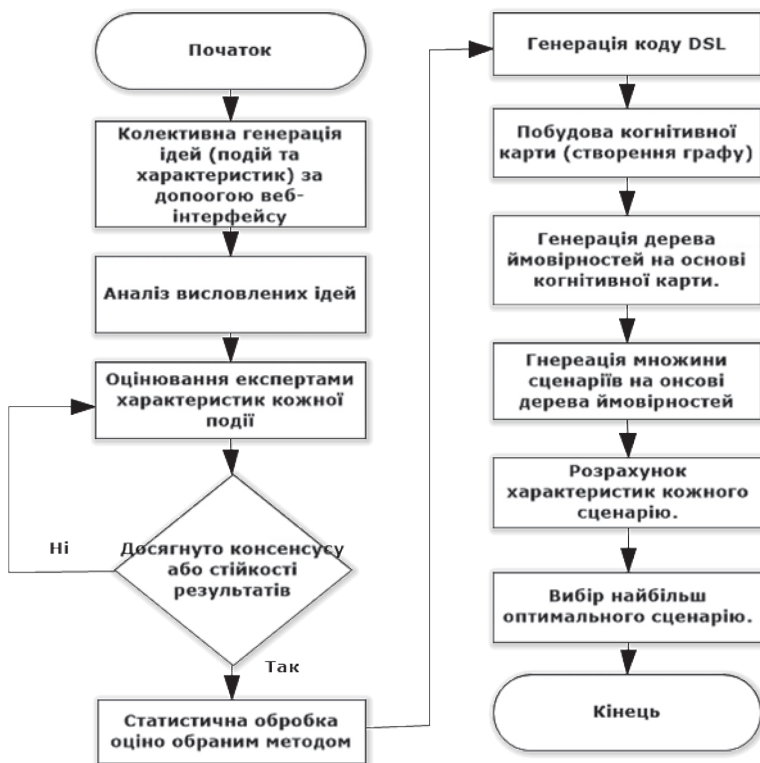 Початок
Колективна генерація
ідей (подій та
характеристик) за
допоогою веб-
інтерфейсу
Аналіз висловлених ідей
Оцінювання експертами
характеристик кожної
події
Досягнуто консенсусу
або стійкості
результатів
Ні
Так
Статистична обробка
оціно обраним методом
Генерація коду DSL
Побудова когнітивної
карти (створення графу)
Генерація дерева
ймовірностей на основі
когнітивної карти.
Гнереація множини
сценаріїв на онсові
дерева ймовірностей
Розрахунок
характеристик кожного
сценарію.
Вибір найбільш
оптимального сценарію.
Кінець